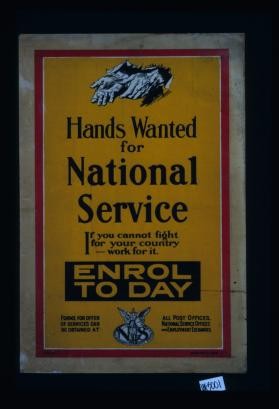 Hands Wanted
for
National
Service
If you cannot fight
for your country
— work for it.
ENROL
TO DAY
FORMS FOR OFFER
OF SERVICES CAN
BE OBTAINED AT
NS
ALL POST OFFICES,
NATIONAL SERVICE OFFICES
AND EMPLOYMENT EXCHANGES.